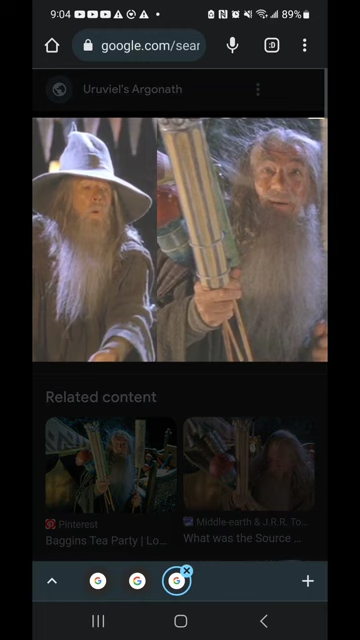 9:04
89%
google.com/sear
:D
Uruviel's Argonath
Related content
Pinterest
Baggins Tea Party | Lo...
Middle-earth & J.R.R. To...
What was the Source ...